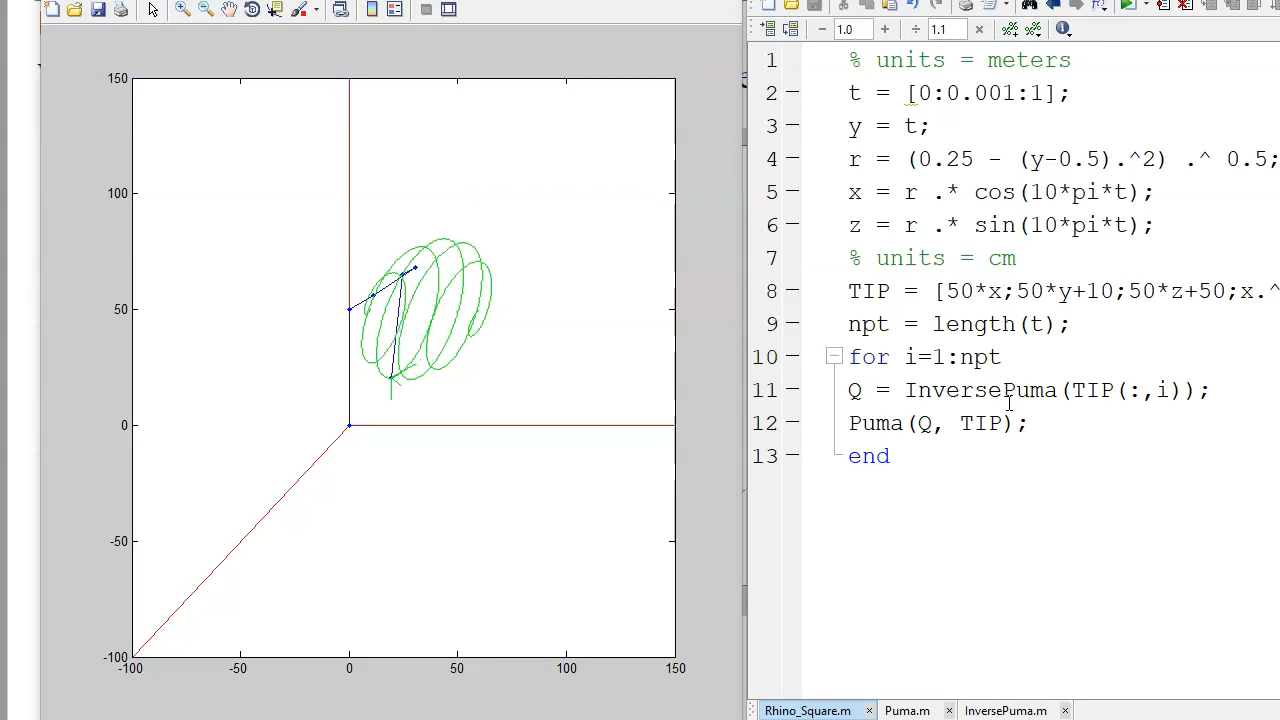 1.0
1.1
150
100
50
0
-50
-100
-100
-50
0
50
100
150
1 % units = meters
2 t = [0:0.001:1];
3 y = t;
4 r = (0.25 - (y-0.5).^2) .^ 0.5;
5 x = r .* cos(10*pi*t);
6 z = r .* sin(10*pi*t);
7 % units = cm
8 TIP = [50*x;50*y+10;50*z+50;x.^
9 npt = length(t);
10 for i=1:npt
11 Q = InversePuma(TIP(:,i));
12 Puma(Q, TIP);
13 end
Rhino_Square.m
Puma.m
InversePuma.m